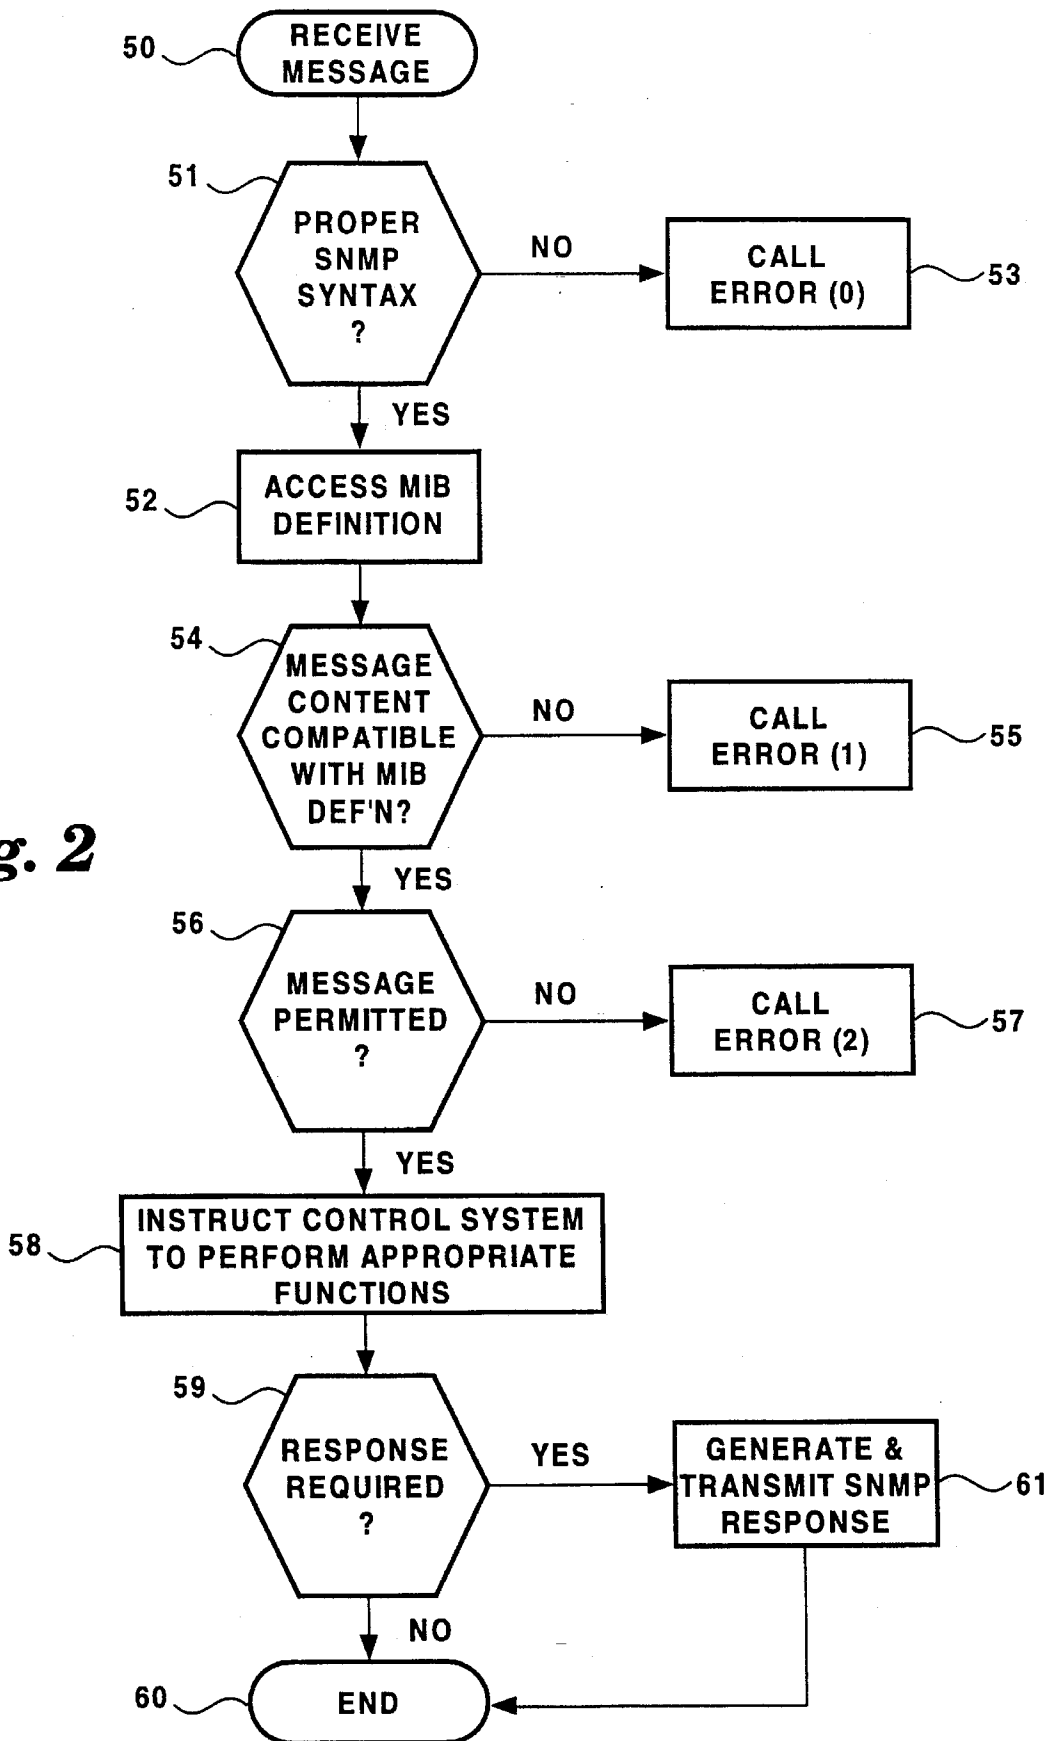 50
RECEIVE
MESSAGE
51
PROPER
SNMP
SYNTAX
?
NO
CALL
ERROR (0)
53
YES
52
ACCESS MIB
DEFINITION
54
MESSAGE
CONTENT
COMPATIBLE
WITH MIB
DEF'N?
NO
CALL
ERROR (1)
55
g. 2
YES
56
MESSAGE
PERMITTED
?
NO
CALL
ERROR (2)
57
YES
58
INSTRUCT CONTROL SYSTEM
TO PERFORM APPROPRIATE
FUNCTIONS
59
RESPONSE
REQUIRED
?
YES
GENERATE &
TRANSMIT SNMP
RESPONSE
61
NO
60
END